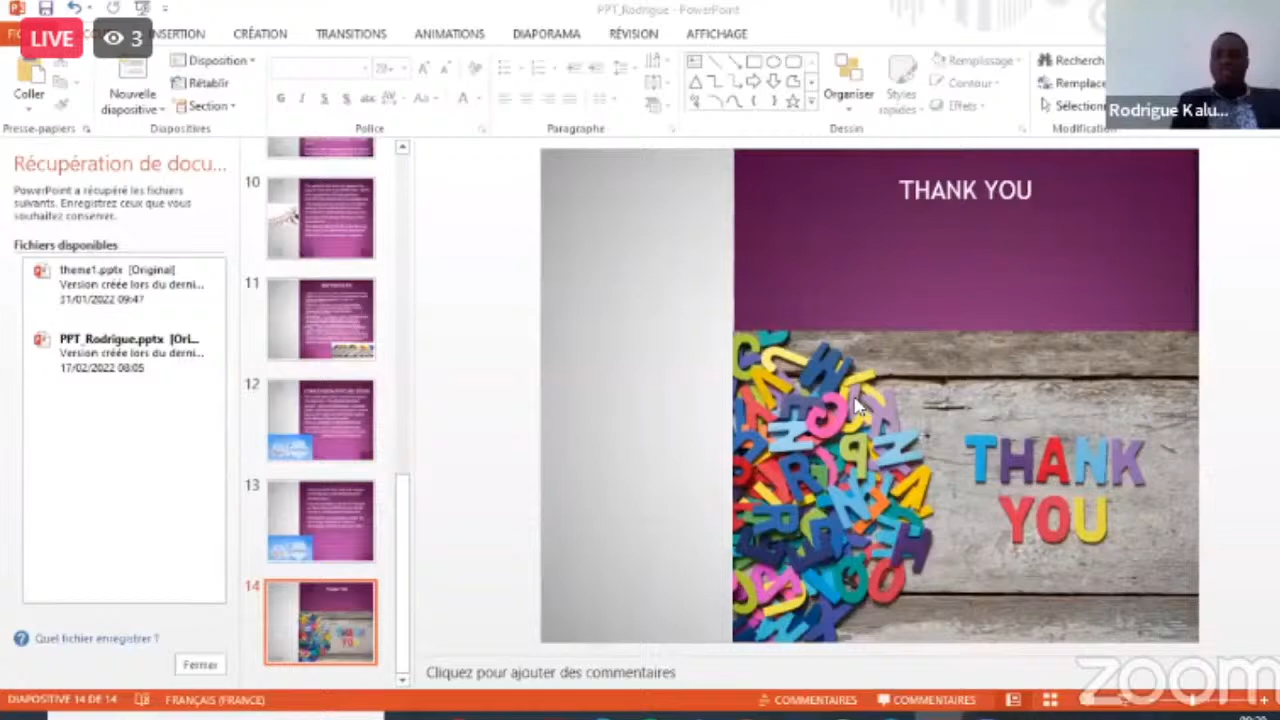 PPT_Rodrigue - PowerPoint
LIVE
3
INSERTION
CRÉATION
TRANSITIONS
ANIMATIONS
DIAPORAMA
RÉVISION
AFFICHAGE
Coller
Nouvelle
diapositive
Disposition
Rétablir
Section
G I S S abc
Aa
A
Organiser
Styles
rapides
Remplissage
Contour
Effets
Recherch
Remplace
Sélection
Presse-papiers
Diapositives
Police
Paragraphe
Dessin
Modification
Rodrigue Kalu...
Récupération de docu...
PowerPoint a récupéré les fichiers
suivants. Enregistrez ceux que vous
souhaitez conserver.
Fichiers disponibles
theme1.pptx [Original]
Version créée lors du derni...
31/01/2022 09:47
PPT_Rodrigue.pptx [Ori...
Version créée lors du derni...
17/02/2022 08:05
Quel fichier enregistrer ?
Fermer
10
11
12
13
14
THANK YOU
THANK
YOU
Cliquez pour ajouter des commentaires
DIAPOSITIVE 14 DE 14
FRANÇAIS (FRANCE)
COMMENTAIRES
COMMENTAIRES
zoom